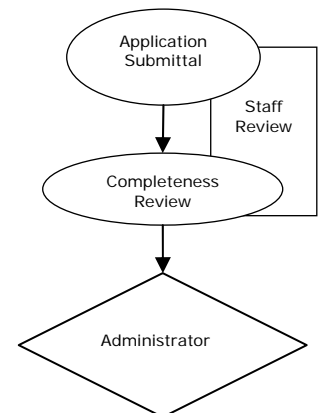 Application
Submittal
Staff
Review
Completeness
Review
Administrator